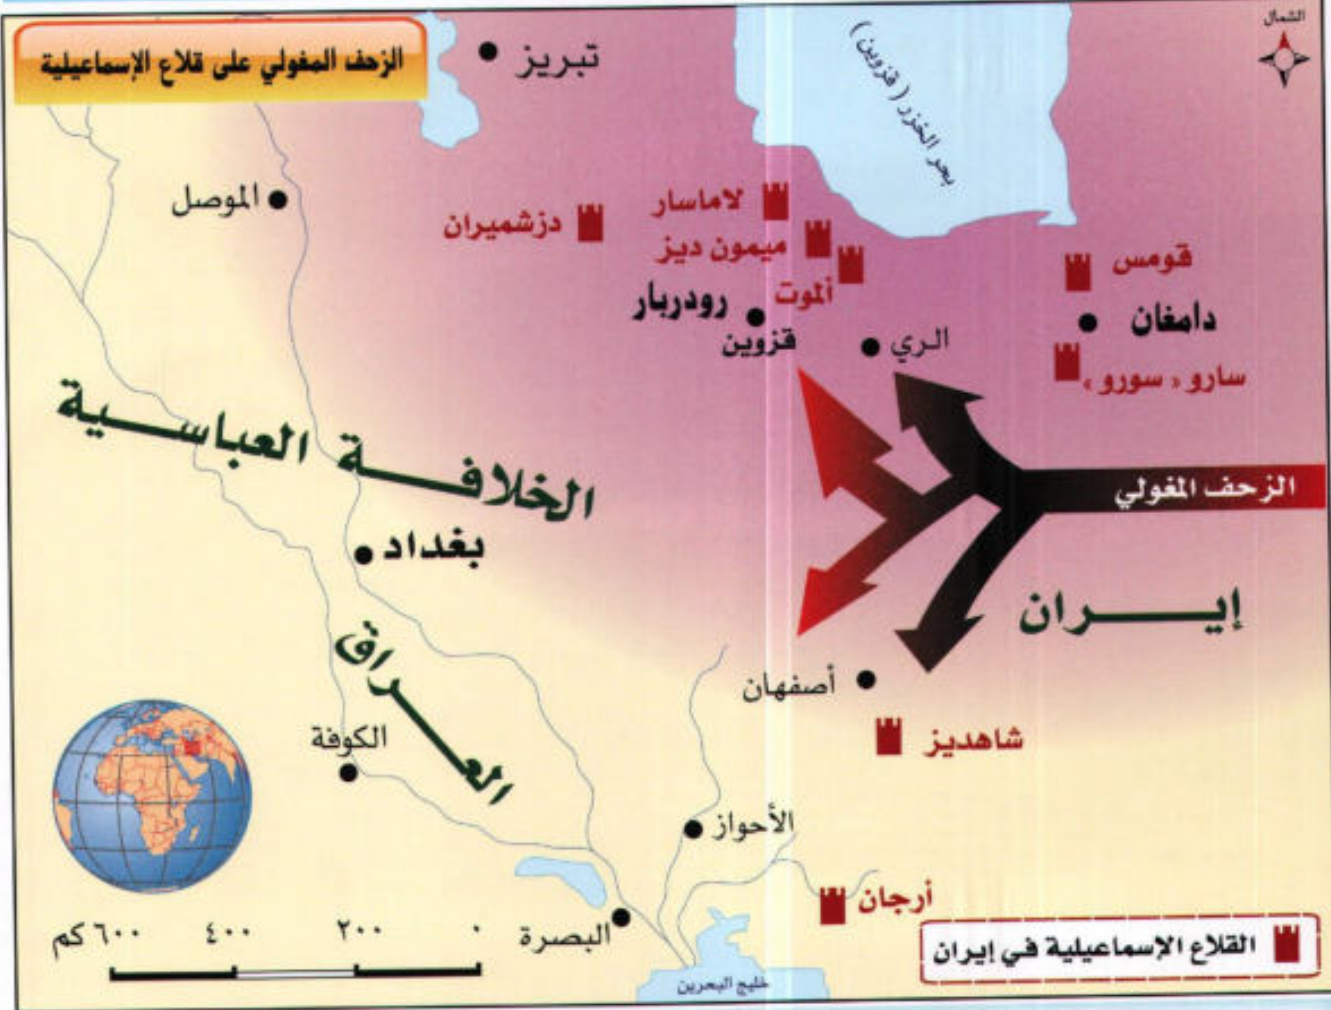 الزحف المغولي على قلاع الإسماعيلية
الشمال
تبريز
بحر الخزر ( قزوين )
الموصل
دزشميران
لاماسار
ميمون ديز
ألموت
رودربار
قزوين
الري
قومس
دامغان
سارو « سورو »
الخلافة العباسية
الزحف المغولي
بغداد
إيران
العراق
أصفهان
شاهديز
الكوفة
الأحواز
أرجان
البصرة
خليج البحرين
٦٠٠ كم ٤٠٠ ٢٠٠ ٠
القلاع الإسماعيلية في إيران